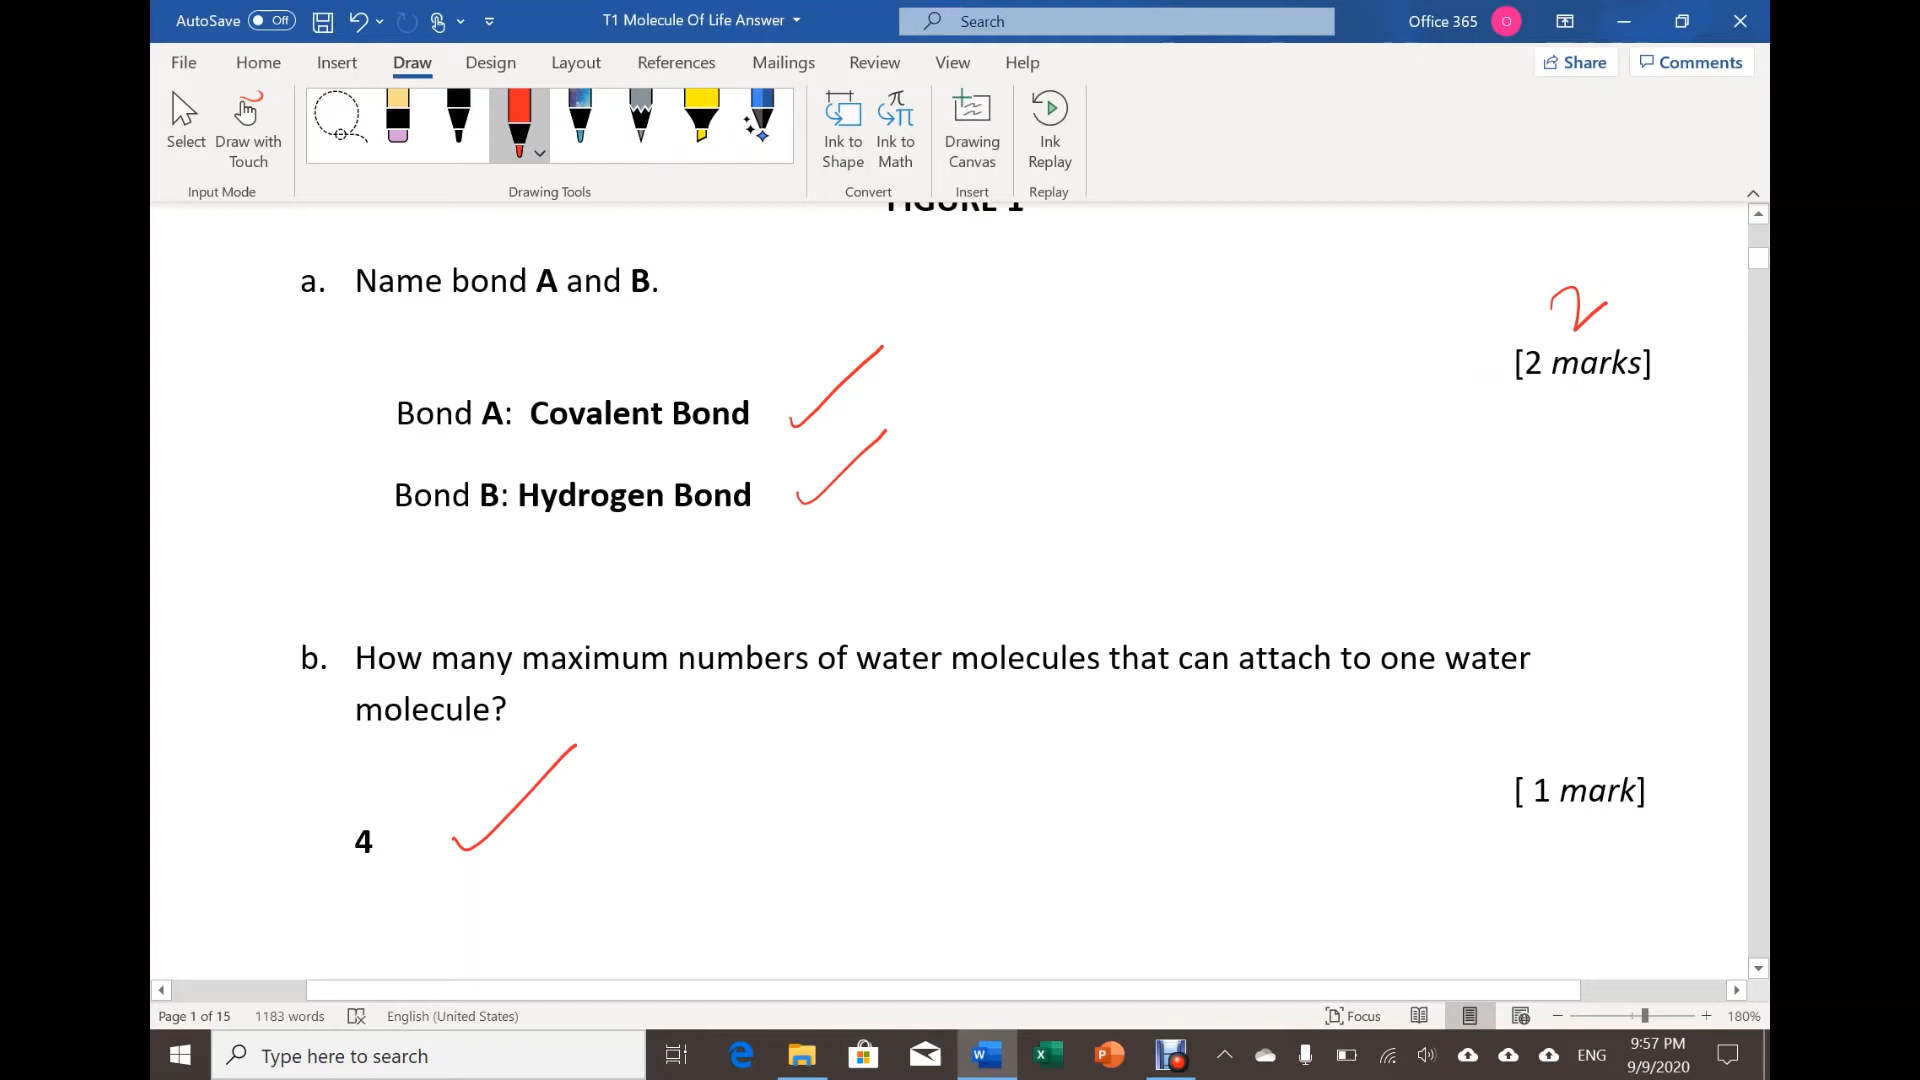 AutoSave Off
T1 Molecule Of Life Answer
Search
Office 365 O
File Home Insert Draw Design Layout References Mailings Review View Help
Share Comments
Select
Draw with Touch
Ink to Shape
Ink to Math
Drawing Canvas
Ink Replay
Input Mode Drawing Tools Convert Insert Replay
FIGURE 1
a. Name bond A and B.
2
[2 marks]
Bond A: Covalent Bond
Bond B: Hydrogen Bond
b. How many maximum numbers of water molecules that can attach to one water
molecule?
[ 1 mark]
4
Page 1 of 15 1183 words English (United States) Focus 180%
Type here to search
ENG
9:57 PM
9/9/2020